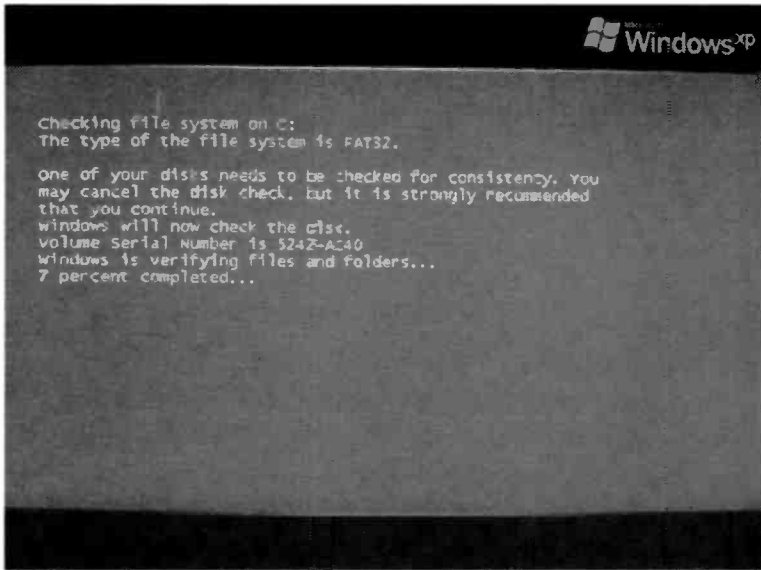 Microsoft
Windows xp
Checking file system on C:
The type of the file system is FAT32.
One of your disks needs to be checked for consistency. You
may cancel the disk check, but it is strongly recommended
that you continue.
Windows will now check the disk.
Volume Serial Number is
Windows is verifying files and folders...
7 percent completed...